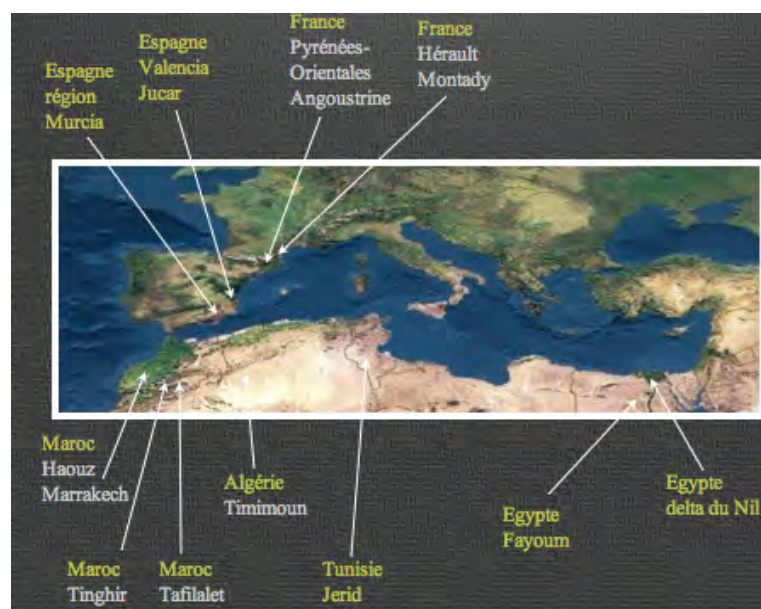 Espagne
région
Murcia
Espagne
Valencia
Jucar
France
Pyrénées-
Orientales
Angoustrine
France
Hérault
Montady
Maroc
Haouz
Marrakech
Maroc
Tinghir
Maroc
Tafilalet
Algérie
Timimoun
Tunisie
Jerid
Egypte
Fayoum
Egypte
delta du Nil